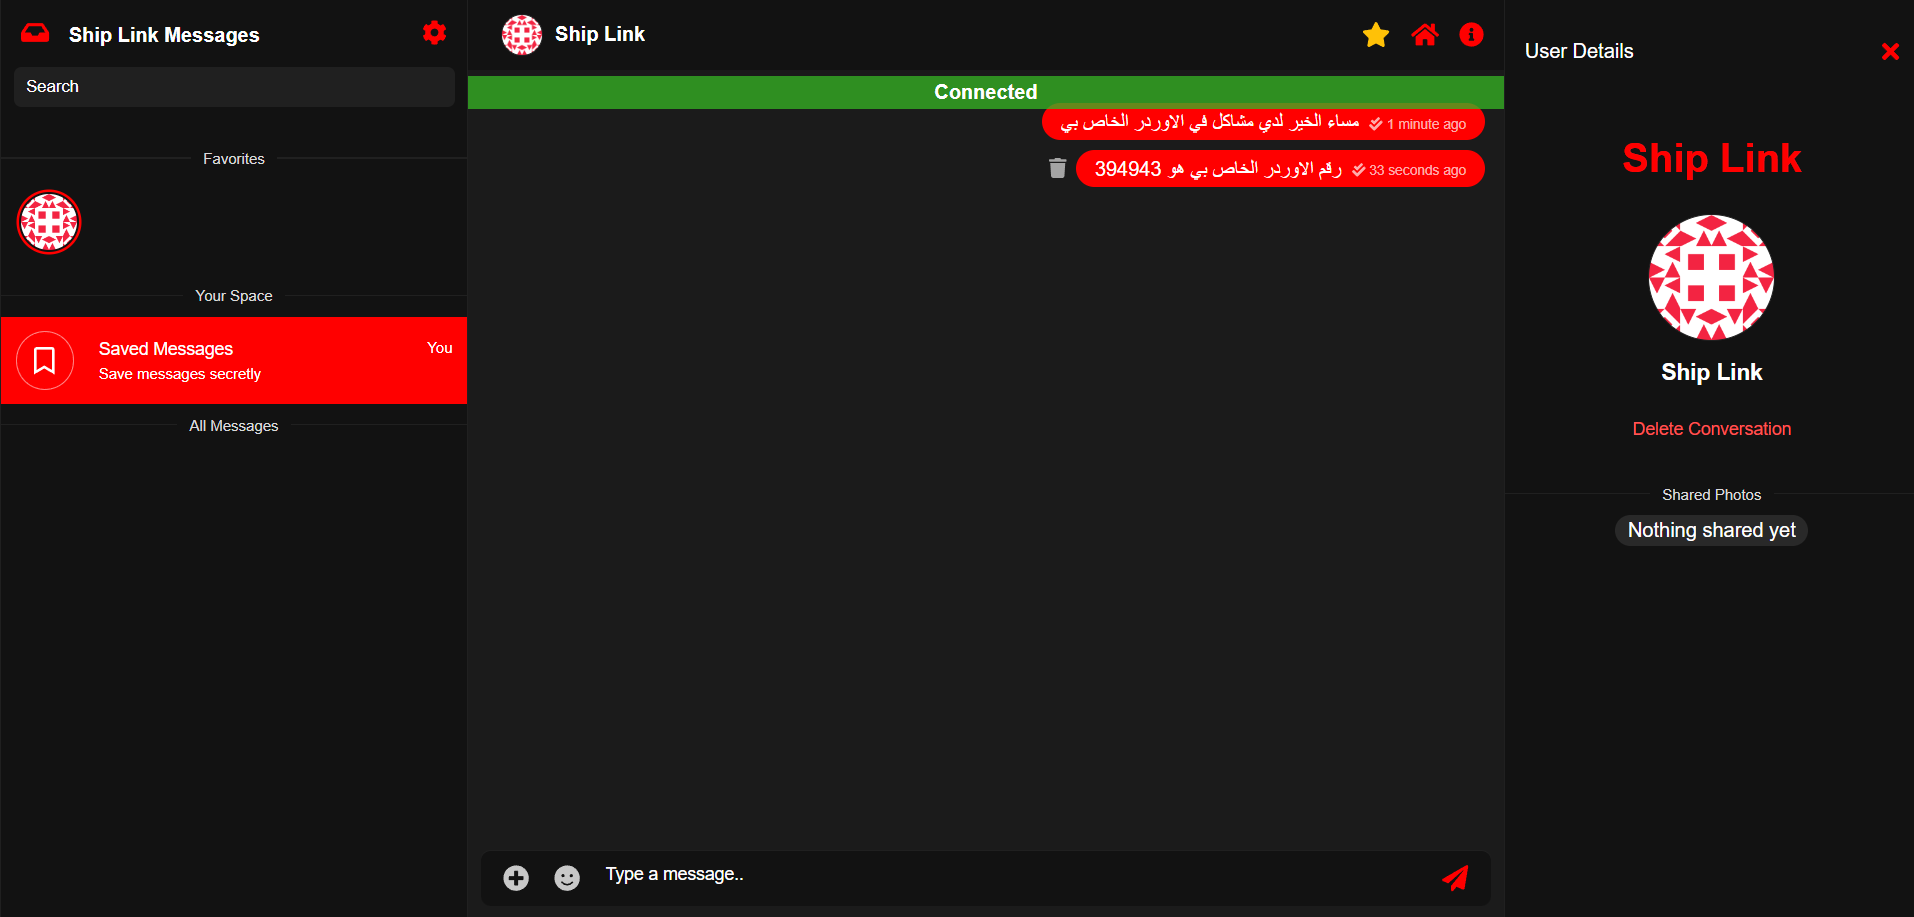 Ship Link Messages
Search
Favorites
Your Space
Saved Messages
You
Save messages secretly
All Messages
Ship Link
Connected
مساء الخير لدي مشاكل في الاوردر الخاص بي
1 minute ago
رقم الاوردر الخاص بي هو 394943
33 seconds ago
Type a message..
User Details
Ship Link
Ship Link
Delete Conversation
Shared Photos
Nothing shared yet